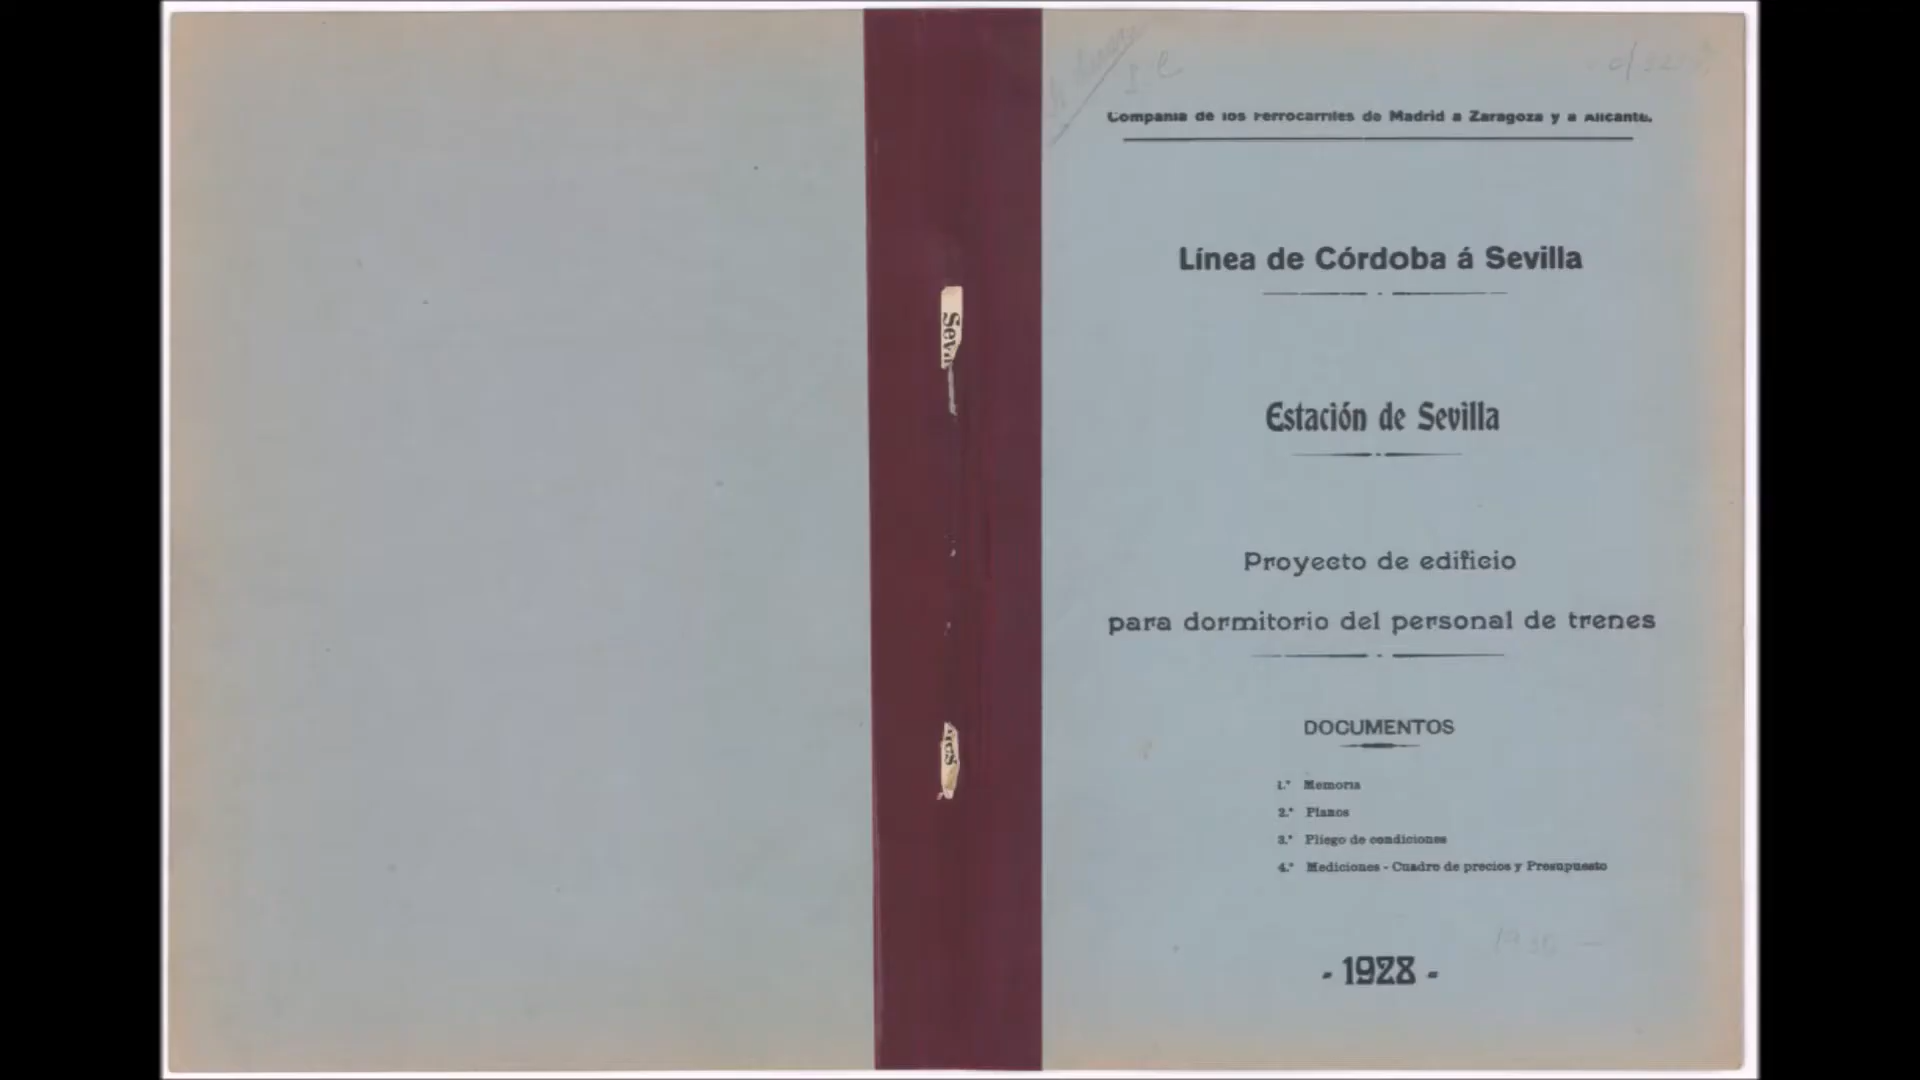 Compañía de los Ferrocarriles de Madrid a Zaragoza y a Alicante.
Línea de Córdoba á Sevilla
Estación de Sevilla
Proyecto de edificio
para dormitorio del personal de trenes
DOCUMENTOS
1.º Memoria
2.º Planos
3.º Pliego de condiciones
4.º Mediciones - Cuadro de precios y Presupuesto
- 1928 -